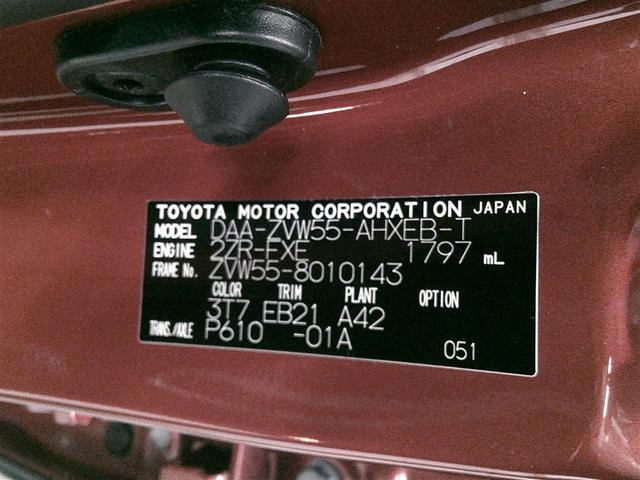 TOYOTA MOTOR CORPORATION JAPAN
MODEL DAA-ZVW55-AHXEB-T
ENGINE 2ZR-FXE 1797 mL
FRAME No. ZVW55-8010143
COLOR TRIM PLANT OPTION
3T7 EB21 A42
TRANS./AXLE P610 -01A
051